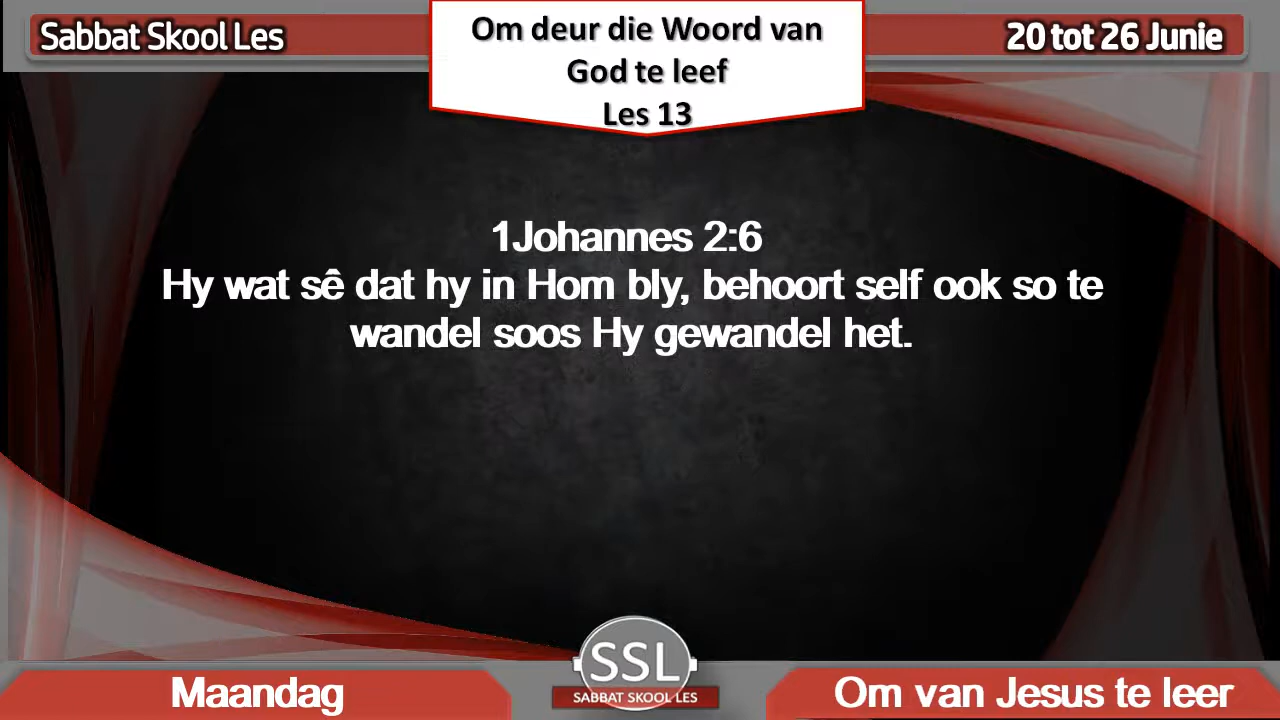 Sabbat Skool Les
Om deur die Woord van
God te leef
Les 13
20 tot 26 Junie
1Johannes 2:6
Hy wat sê dat hy in Hom bly, behoort self ook so te
wandel soos Hy gewandel het.
Maandag
SSL
SABBAT SKOOL LES
Om van Jesus te leer